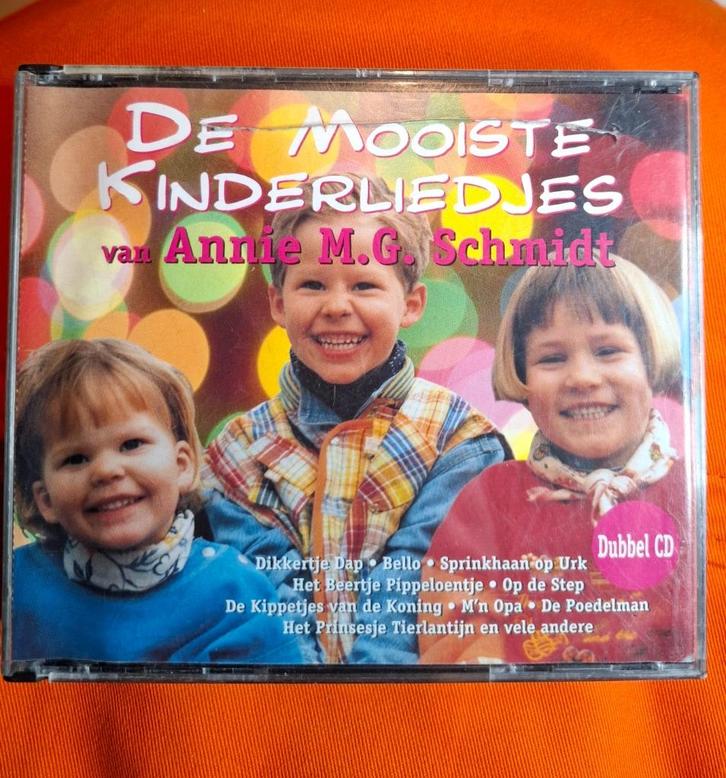 De Mooiste
Kinderliedjes
van Annie M.G. Schmidt
Dubbel CD
Dikkertje Dap • Bello • Sprinkhaan op Urk
Het Beertje Pippeloentje • Op de Step
De Kippetjes van de Koning • M'n Opa • De Poedelman
Het Prinsesje Tierlantijn en vele andere